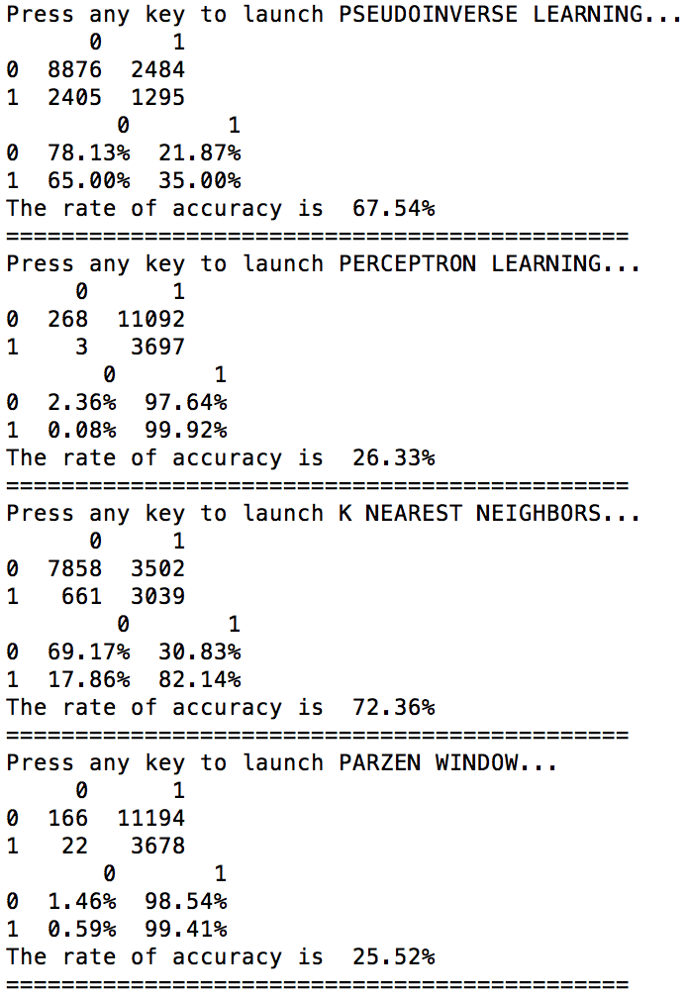 Press any key to launch PSEUDOINVERSE LEARNING...
      0     1
0  8876  2484
1  2405  1295
        0       1
0  78.13%  21.87%
1  65.00%  35.00%
The rate of accuracy is  67.54%
=============================================
Press any key to launch PERCEPTRON LEARNING...
     0      1
0  268  11092
1    3   3697
       0       1
0  2.36%  97.64%
1  0.08%  99.92%
The rate of accuracy is  26.33%
=============================================
Press any key to launch K NEAREST NEIGHBORS...
      0     1
0  7858  3502
1   661  3039
        0       1
0  69.17%  30.83%
1  17.86%  82.14%
The rate of accuracy is  72.36%
=============================================
Press any key to launch PARZEN WINDOW...
     0      1
0  166  11194
1   22   3678
       0       1
0  1.46%  98.54%
1  0.59%  99.41%
The rate of accuracy is  25.52%
=============================================